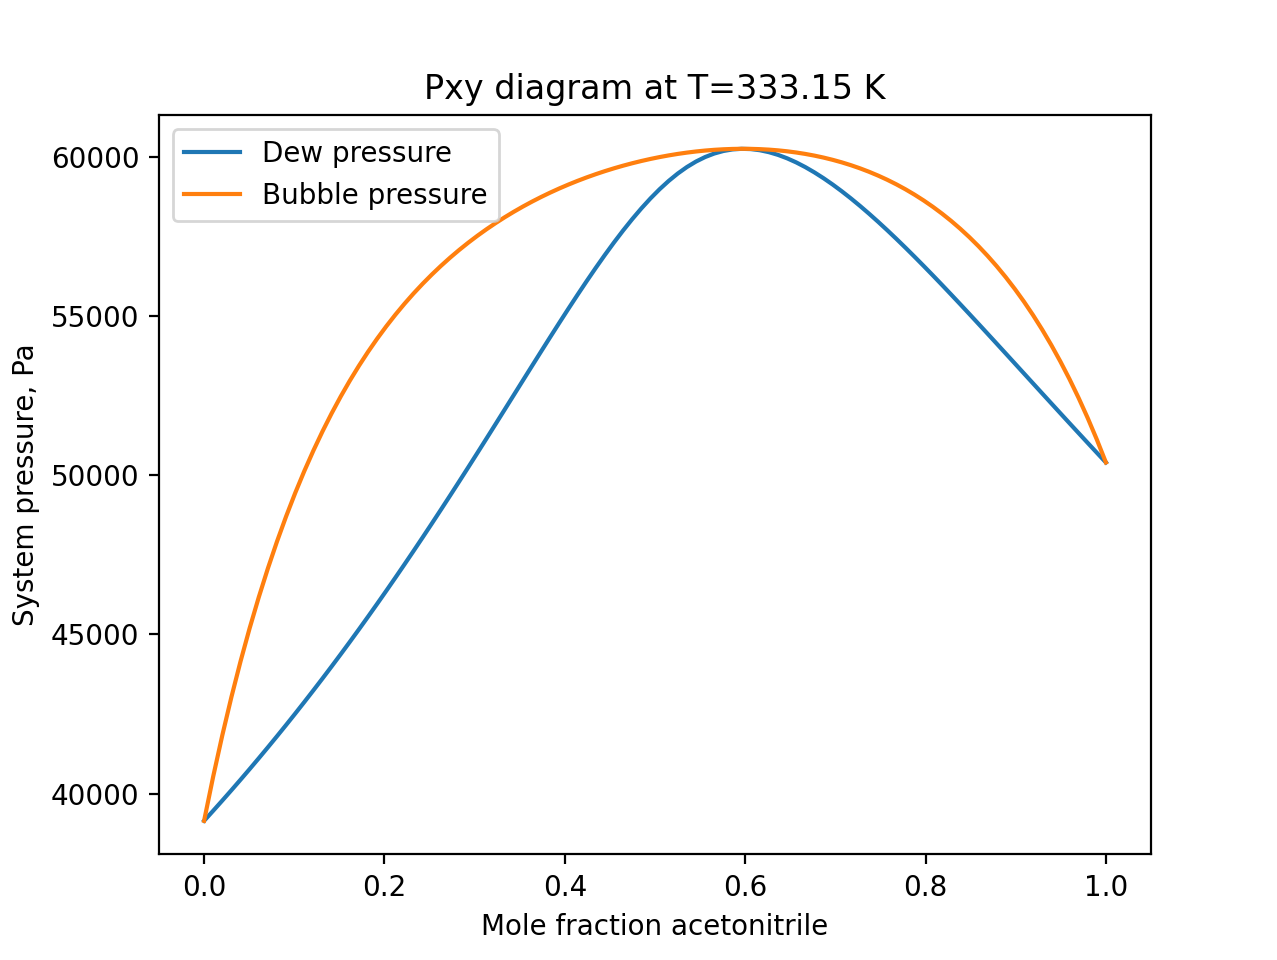 Pxy diagram at T=333.15 K
Dew pressure
Bubble pressure
60000
55000
50000
45000
40000
System pressure, Pa
0.0 0.2 0.4 0.6 0.8 1.0
Mole fraction acetonitrile